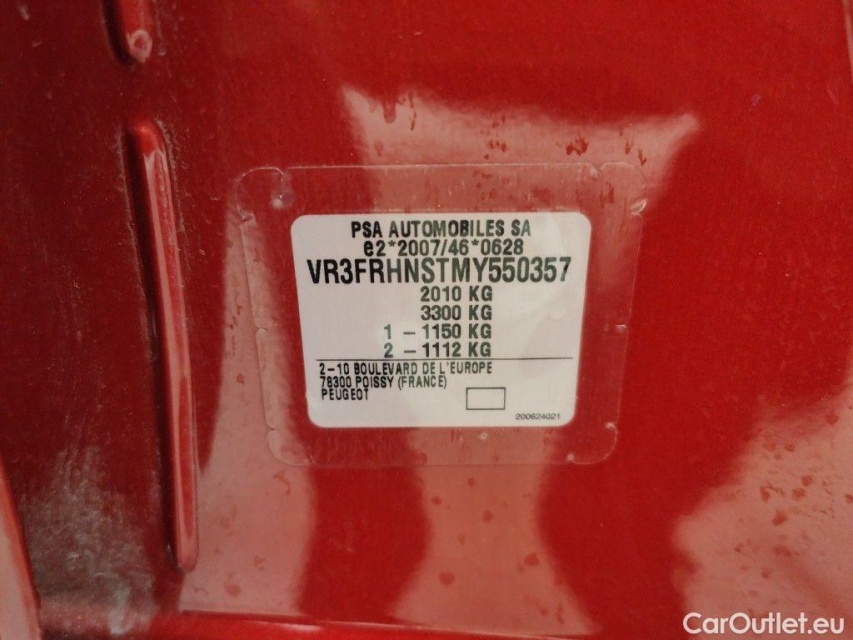 PSA AUTOMOBILES SA
e2*2007/46*0628
VR3FRHNSTMY550357
2010 KG
3300 KG
1 – 1150 KG
2 – 1112 KG
2-10 BOULEVARD DE L'EUROPE
78300 POISSY (FRANCE)
PEUGEOT
200624021
CarOutlet.eu